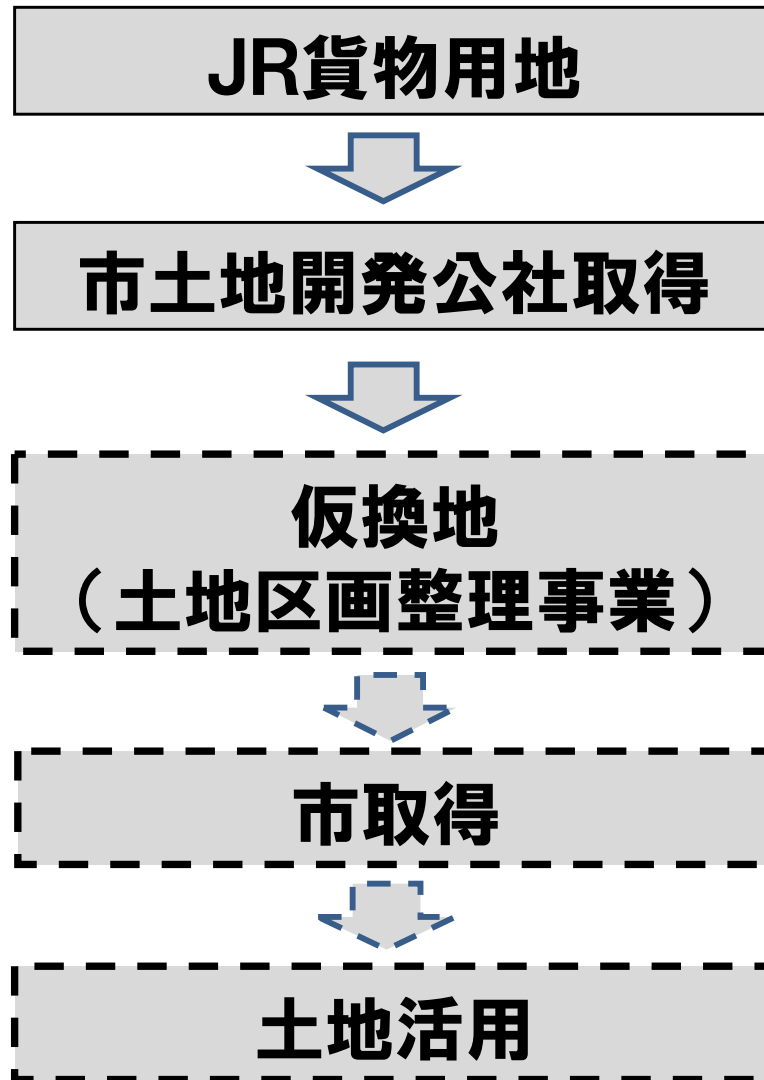 JR貨物用地
市土地開発公社取得
仮換地
（土地区画整理事業）
市取得
土地活用